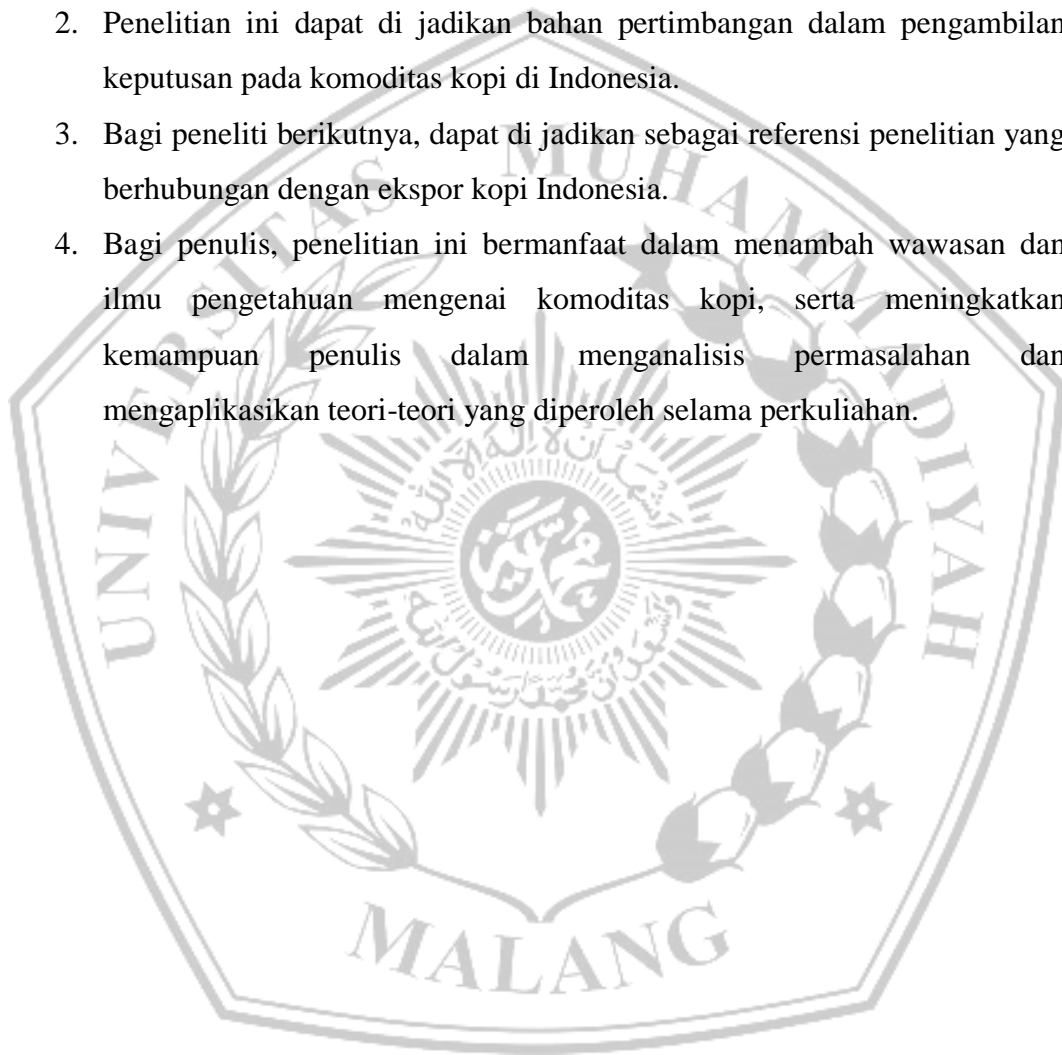 2. Penelitian ini dapat di jadikan bahan pertimbangan dalam pengambilan
keputusan pada komoditas kopi di Indonesia.
3. Bagi peneliti berikutnya, dapat di jadikan sebagai referensi penelitian yang
berhubungan dengan ekspor kopi Indonesia.
4. Bagi penulis, penelitian ini bermanfaat dalam menambah wawasan dan
ilmu pengetahuan mengenai komoditas kopi, serta meningkatkan
kemampuan penulis dalam menganalisis permasalahan dan
mengaplikasikan teori-teori yang diperoleh selama perkuliahan.
UNIVERSITAS MUHAMMADIYAH
MALANG